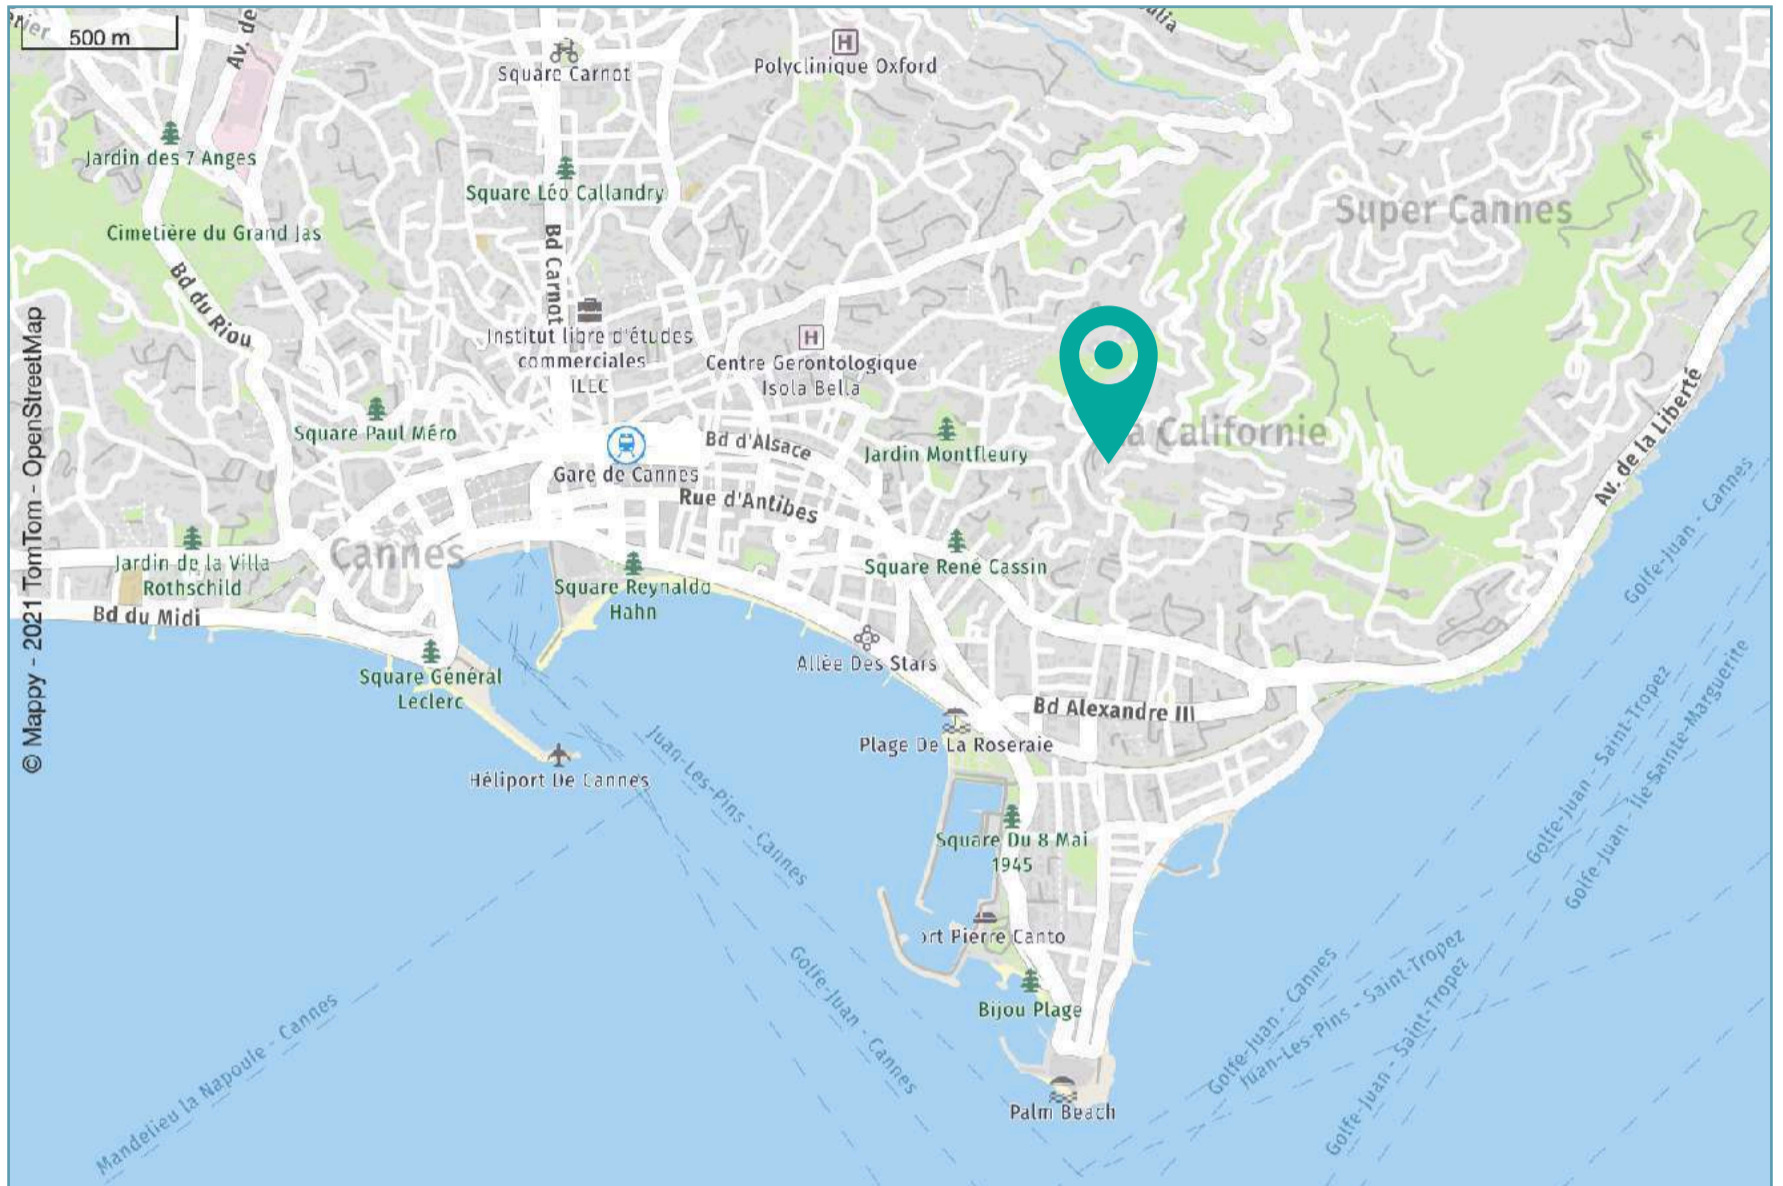 500 m
Av. de
Square Carnot
Polyclinique Oxford
Jardin des 7 Anges
Square Léo Callandry
Cimetière du Grand Jas
Super Cannes
Bd du Riou
Bd Carnot
Institut libre d'études
commerciales
ILEC
Centre Gerontologique
Isola Bella
Square Paul Méro
Bd d'Alsace
Jardin Montfleury
a Californie
Av. de la Liberté
Gare de Cannes
Rue d'Antibes
Cannes
Jardin de la Villa
Rothschild
Square René Cassin
Square Reynaldo
Hahn
Bd du Midi
Allée Des Stars
Square Général
Leclerc
Bd Alexandre III
Plage De La Roseraie
Héliport De Cannes
Juan-Les-Pins - Cannes
Square Du 8 Mai
1945
ort Pierre Canto
Bijou Plage
Palm Beach
Golfe-Juan - Cannes
Golfe-Juan - Saint-Tropez
Golfe-Juan - Ile Sainte-Marguerite
Golfe-Juan - Cannes
Golfe-Juan - Cannes
Juan-Les-Pins - Saint-Tropez
Golfe-Juan - Saint-Tropez
Mandelieu la Napoule - Cannes
© Mappy - 2021 TomTom - OpenStreetMap